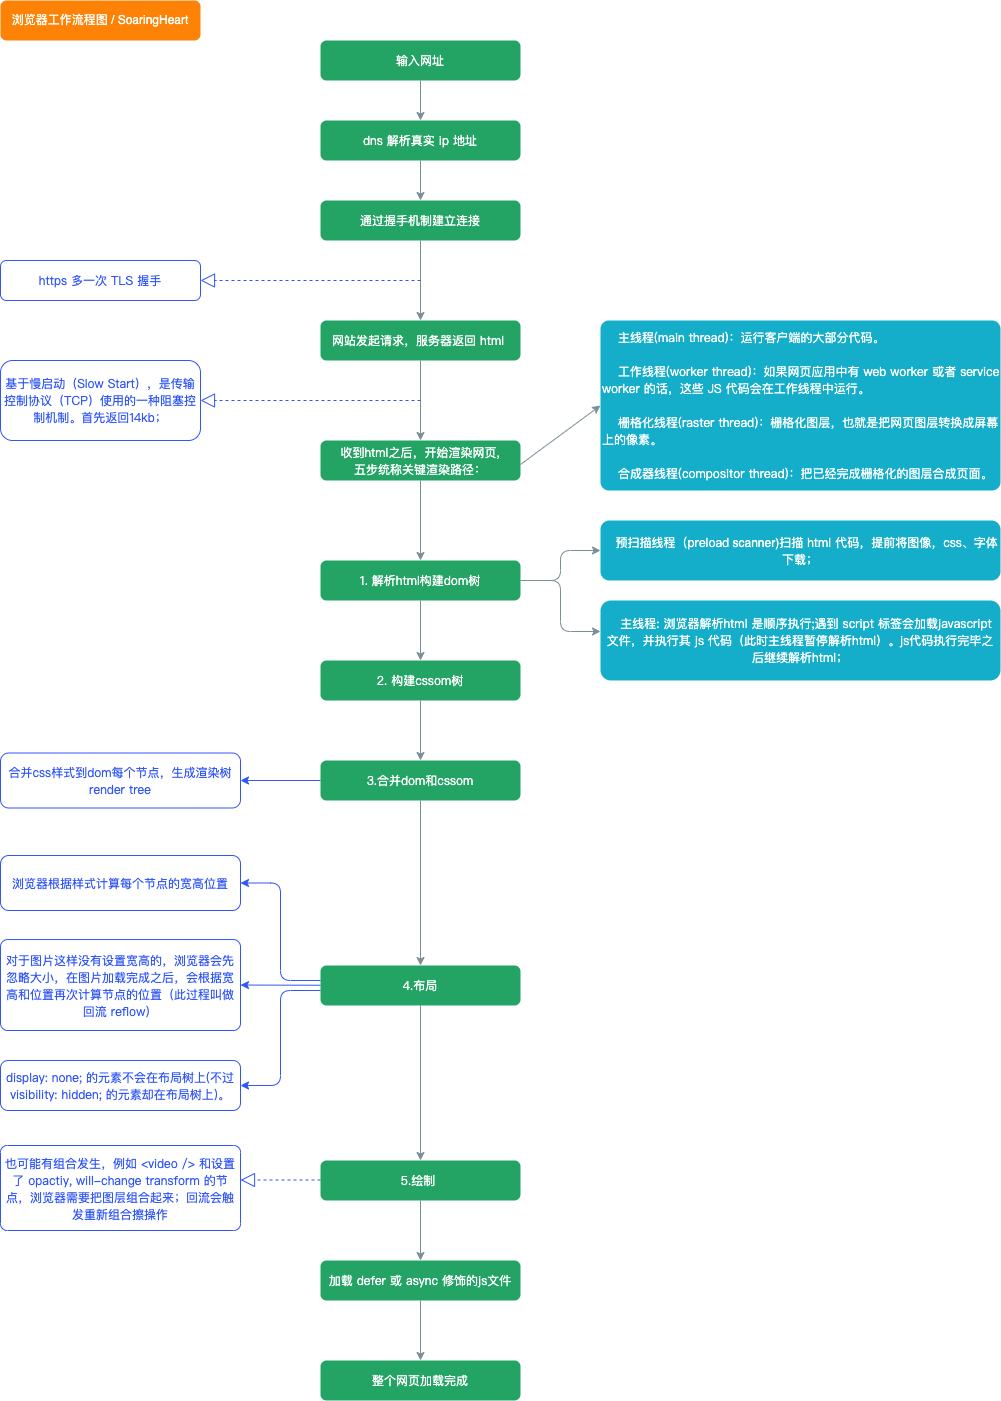 浏览器工作流程图 / SoaringHeart
输入网址
dns 解析真实 ip 地址
通过握手机制建立连接
https 多一次 TLS 握手
网站发起请求，服务器返回 html
基于慢启动（Slow Start），是传输
控制协议（TCP）使用的一种阻塞控
制机制。首先返回14kb；
收到html之后，开始渲染网页，
五步统称关键渲染路径：
主线程(main thread)：运行客户端的大部分代码。
工作线程(worker thread)：如果网页应用中有 web worker 或者 service
worker 的话，这些 JS 代码会在工作线程中运行。
栅格化线程(raster thread)：栅格化图层，也就是把网页图层转换成屏幕
上的像素。
合成器线程(compositor thread)：把已经完成栅格化的图层合成页面。
1. 解析html构建dom树
预扫描线程（preload scanner)扫描 html 代码，提前将图像，css、字体
下载；
主线程: 浏览器解析html 是顺序执行;遇到 script 标签会加载javascript
文件，并执行其 js 代码（此时主线程暂停解析html）。js代码执行完毕之
后继续解析html；
2. 构建cssom树
3.合并dom和cssom
合并css样式到dom每个节点，生成渲染树
render tree
浏览器根据样式计算每个节点的宽高位置
对于图片这样没有设置宽高的，浏览器会先
忽略大小，在图片加载完成之后，会根据宽
高和位置再次计算节点的位置（此过程叫做
回流 reflow）
4.布局
display: none; 的元素不会在布局树上(不过
visibility: hidden; 的元素却在布局树上)。
也可能有组合发生，例如 <video /> 和设置
了 opactiy, will-change transform 的节
点，浏览器需要把图层组合起来；回流会触
发重新组合擦操作
5.绘制
加载 defer 或 async 修饰的js文件
整个网页加载完成